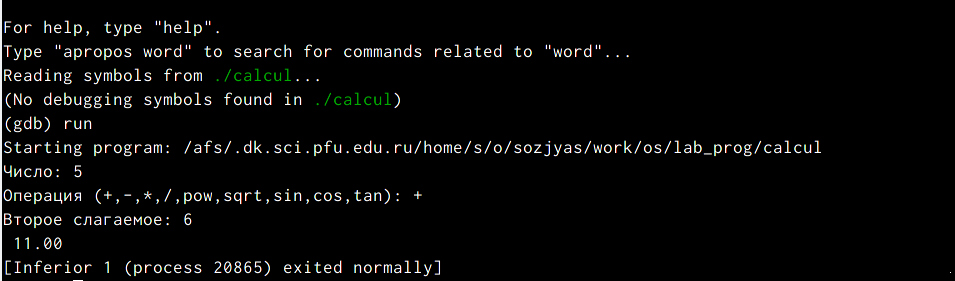 For help, type "help".
Type "apropos word" to search for commands related to "word"...
Reading symbols from ./calcul...
(No debugging symbols found in ./calcul)
(gdb) run
Starting program: /afs/.dk.sci.pfu.edu.ru/home/s/o/sozjyas/work/os/lab_prog/calcul
Число: 5
Операция (+,-,*,/,pow,sqrt,sin,cos,tan): +
Второе слагаемое: 6
 11.00
[Inferior 1 (process 20865) exited normally]